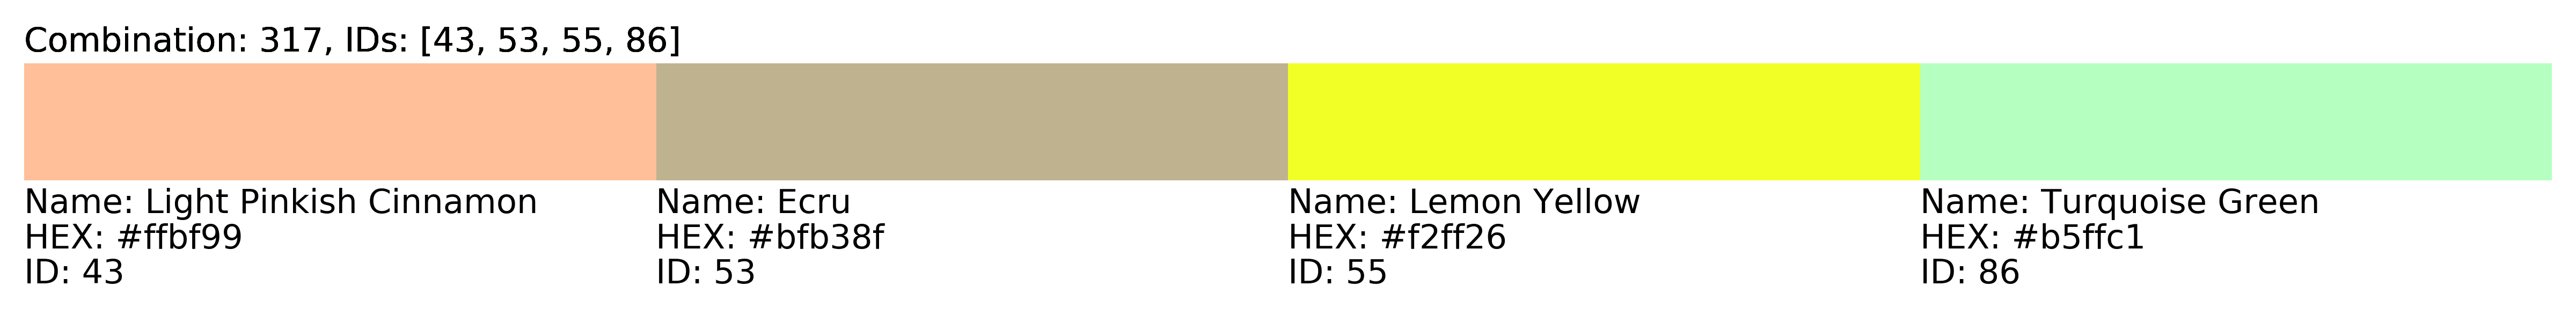 Combination: 317, IDs: [43, 53, 55, 86]
Name: Light Pinkish Cinnamon
HEX: #ffbf99
ID: 43
Name: Ecru
HEX: #bfb38f
ID: 53
Name: Lemon Yellow
HEX: #f2ff26
ID: 55
Name: Turquoise Green
HEX: #b5ffc1
ID: 86